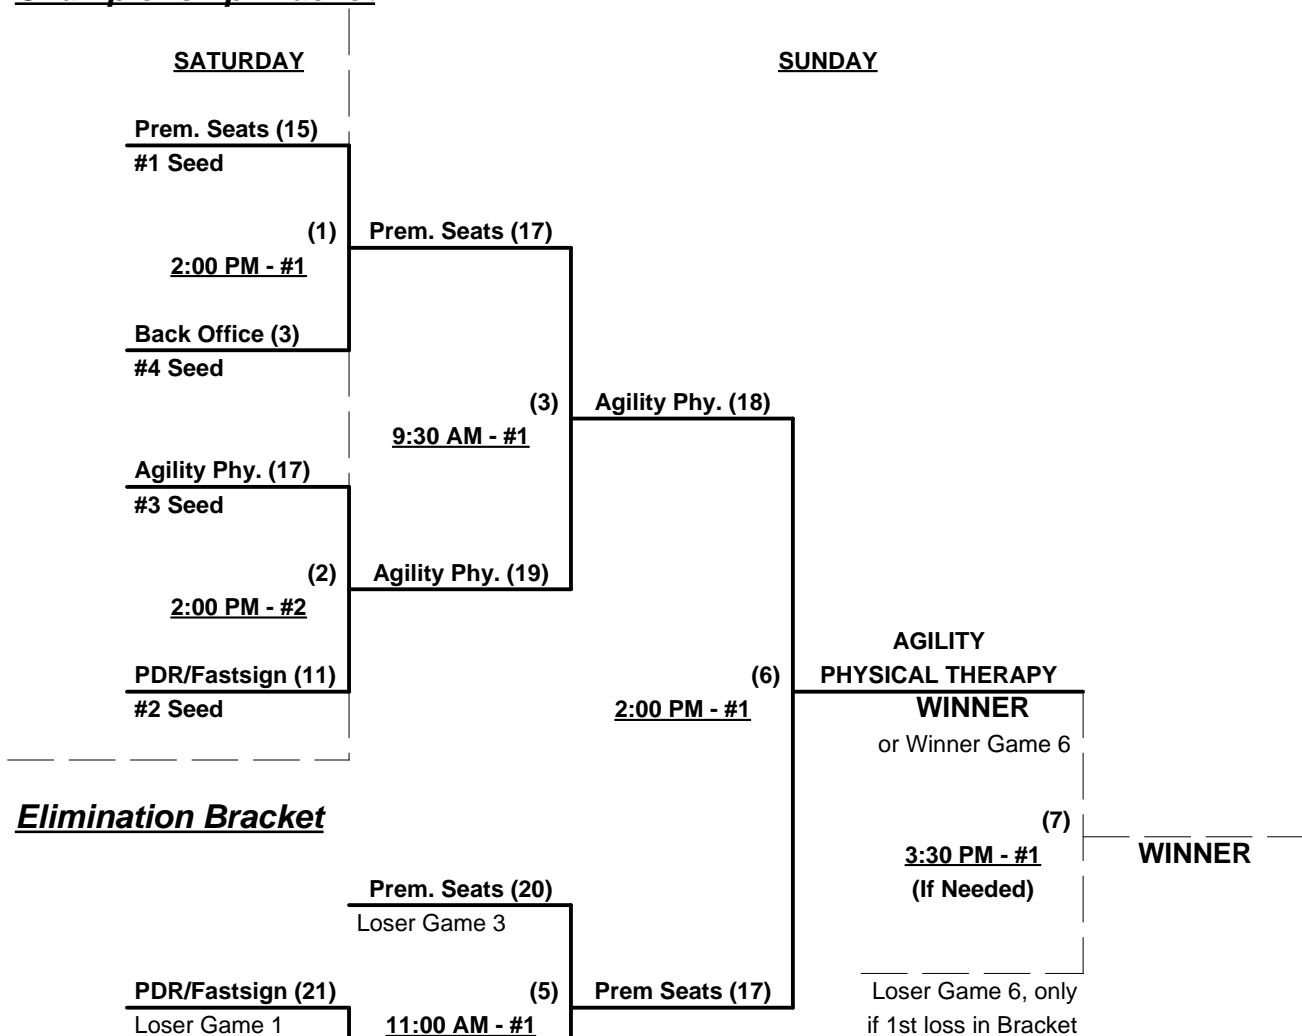 SATURDAY
SUNDAY
Prem. Seats (15)
#1 Seed
(1)
Prem. Seats (17)
2:00 PM - #1
Back Office (3)
#4 Seed
(3)
Agility Phy. (18)
9:30 AM - #1
Agility Phy. (17)
#3 Seed
(2)
Agility Phy. (19)
2:00 PM - #2
AGILITY
PDR/Fastsign (11)
(6)
PHYSICAL THERAPY
#2 Seed
2:00 PM - #1
WINNER
or Winner Game 6
Elimination Bracket
(7)
3:30 PM - #1
WINNER
Prem. Seats (20)
(If Needed)
Loser Game 3
PDR/Fastsign (21)
(5)
Prem Seats (17)
Loser Game 6, only
Loser Game 1
11:00 AM - #1
if 1st loss in Bracket